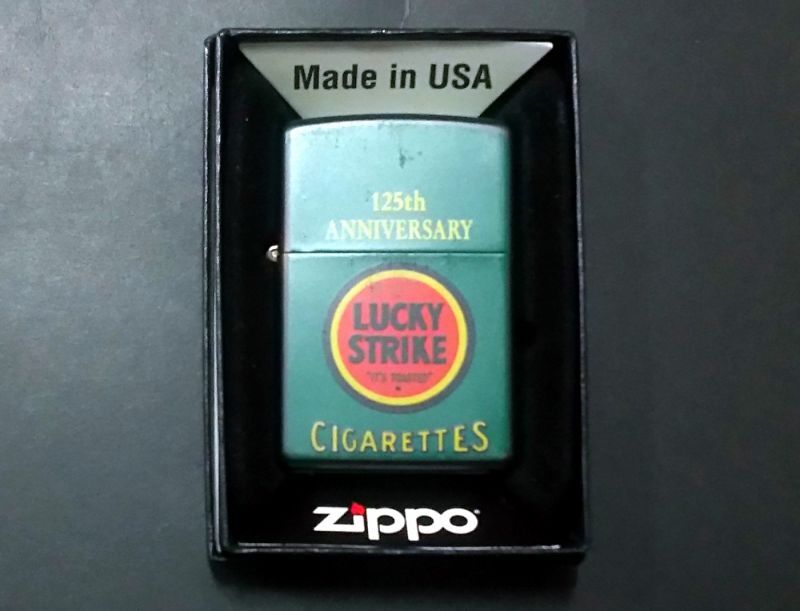 Made in USA
125th
ANNIVERSARY
LUCKY
STRIKE
"IT'S TOASTED"
CIGARETTES
zippo